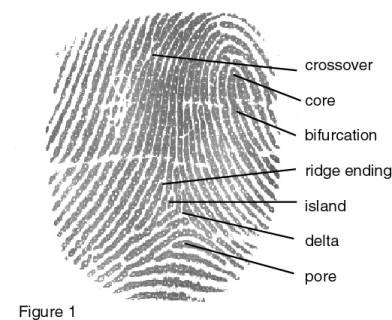 crossover
core
bifurcation
ridge ending
island
delta
pore
Figure 1